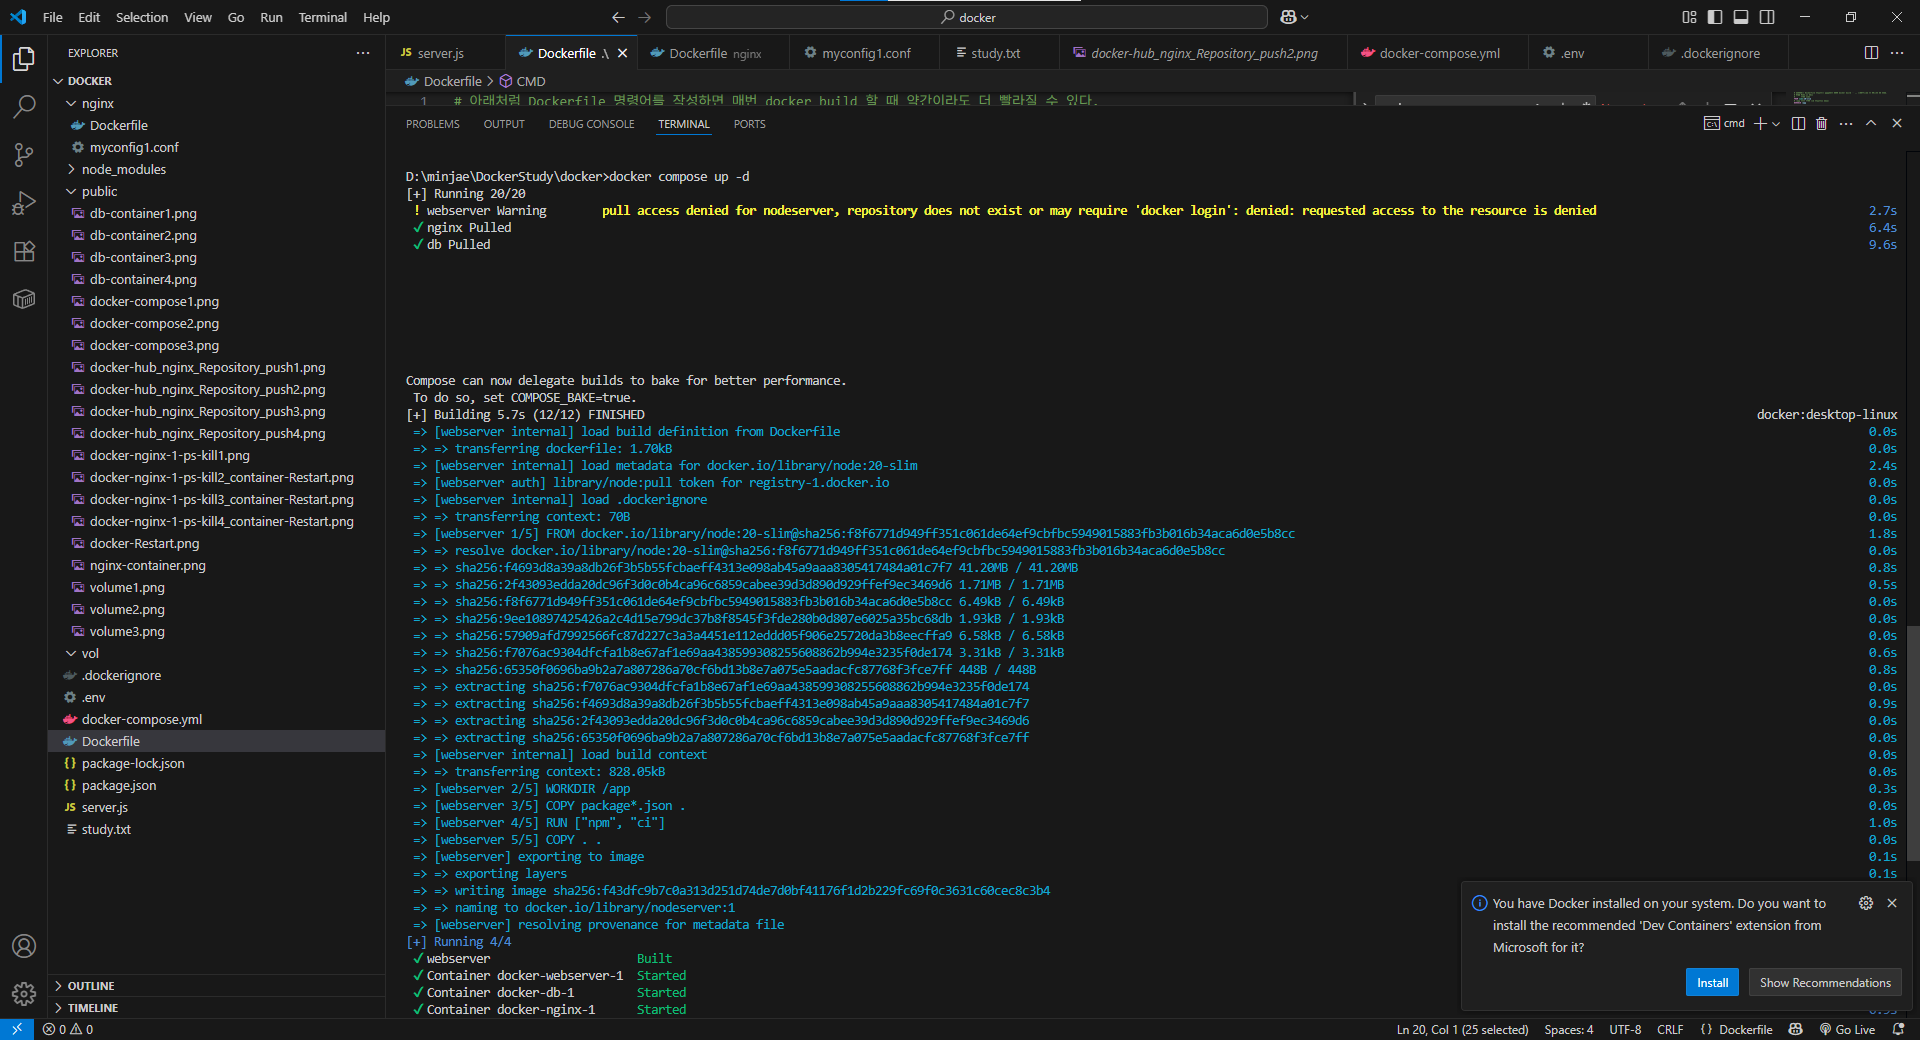 File Edit Selection View Go Run Terminal Help
docker
EXPLORER
DOCKER
nginx
Dockerfile
myconfig1.conf
node_modules
public
db-container1.png
db-container2.png
db-container3.png
db-container4.png
docker-compose1.png
docker-compose2.png
docker-compose3.png
docker-hub_nginx_Repository_push1.png
docker-hub_nginx_Repository_push2.png
docker-hub_nginx_Repository_push3.png
docker-hub_nginx_Repository_push4.png
docker-nginx-1-ps-kill1.png
docker-nginx-1-ps-kill2_container-Restart.png
docker-nginx-1-ps-kill3_container-Restart.png
docker-nginx-1-ps-kill4_container-Restart.png
docker-Restart.png
nginx-container.png
volume1.png
volume2.png
volume3.png
vol
.dockerignore
.env
docker-compose.yml
Dockerfile
package-lock.json
package.json
JS server.js
study.txt
OUTLINE
TIMELINE
JS server.js Dockerfile .\ Dockerfile nginx myconfig1.conf study.txt docker-hub_nginx_Repository_push2.png docker-compose.yml .env .dockerignore
Dockerfile > CMD
1 # 아래처럼 Dockerfile 명령어를 작성하면 매번 docker build 할 때 약간이라도 더 빨라질 수 있다.
PROBLEMS OUTPUT DEBUG CONSOLE TERMINAL PORTS
cmd
D:\minjae\DockerStudy\docker>docker compose up -d
[+] Running 20/20
! webserver Warning pull access denied for nodeserver, repository does not exist or may require 'docker login': denied: requested access to the resource is denied 2.7s
✓nginx Pulled 6.4s
✓db Pulled 9.6s
Compose can now delegate builds to bake for better performance.
To do so, set COMPOSE_BAKE=true.
[+] Building 5.7s (12/12) FINISHED docker:desktop-linux
=> [webserver internal] load build definition from Dockerfile 0.0s
=> => transferring dockerfile: 1.70kB 0.0s
=> [webserver internal] load metadata for docker.io/library/node:20-slim 2.4s
=> [webserver auth] library/node:pull token for registry-1.docker.io 0.0s
=> [webserver internal] load .dockerignore 0.0s
=> => transferring context: 70B 0.0s
=> [webserver 1/5] FROM docker.io/library/node:20-slim@sha256:f8f6771d949ff351c061de64ef9cbfbc5949015883fb3b016b34aca6d0e5b8cc 1.8s
=> => resolve docker.io/library/node:20-slim@sha256:f8f6771d949ff351c061de64ef9cbfbc5949015883fb3b016b34aca6d0e5b8cc 0.0s
=> => sha256:f4693d8a39a8db26f3b5b55fcbaeff4313e098ab45a9aaa8305417484a01c7f7 41.20MB / 41.20MB 0.8s
=> => sha256:2f43093edda20dc96f3d0c0b4ca96c6859cabee39d3d890d929ffef9ec3469d6 1.71MB / 1.71MB 0.5s
=> => sha256:f8f6771d949ff351c061de64ef9cbfbc5949015883fb3b016b34aca6d0e5b8cc 6.49kB / 6.49kB 0.0s
=> => sha256:9ee10897425426a2c4d15e799dc37b8f8545f3fde280b0d807e6025a35bc68db 1.93kB / 1.93kB 0.0s
=> => sha256:57909afd7992566fc87d227c3a3a4451e112eddd05f906e25720da3b8eecffa9 6.58kB / 6.58kB 0.0s
=> => sha256:f7076ac9304dfcfa1b8e67af1e69aa438599308255608862b994e3235f0de174 3.31kB / 3.31kB 0.6s
=> => sha256:65350f0696ba9b2a7a807286a70cf6bd13b8e7a075e5aadacfc87768f3fce7ff 448B / 448B 0.8s
=> => extracting sha256:f7076ac9304dfcfa1b8e67af1e69aa438599308255608862b994e3235f0de174 0.0s
=> => extracting sha256:f4693d8a39a8db26f3b5b55fcbaeff4313e098ab45a9aaa8305417484a01c7f7 0.9s
=> => extracting sha256:2f43093edda20dc96f3d0c0b4ca96c6859cabee39d3d890d929ffef9ec3469d6 0.0s
=> => extracting sha256:65350f0696ba9b2a7a807286a70cf6bd13b8e7a075e5aadacfc87768f3fce7ff 0.0s
=> [webserver internal] load build context 0.0s
=> => transferring context: 828.05kB 0.0s
=> [webserver 2/5] WORKDIR /app 0.3s
=> [webserver 3/5] COPY package*.json . 0.0s
=> [webserver 4/5] RUN ["npm", "ci"] 1.0s
=> [webserver 5/5] COPY . . 0.0s
=> [webserver] exporting to image 0.1s
=> => exporting layers 0.1s
=> => writing image sha256:f43dfc9b7c0a313d251d74de7d0bf41176f1d2b229fc69f0c3631c60cec8c3b4
=> => naming to docker.io/library/nodeserver:1
=> [webserver] resolving provenance for metadata file
[+] Running 4/4
✓webserver Built
✓Container docker-webserver-1 Started
✓Container docker-db-1 Started
✓Container docker-nginx-1 Started
You have Docker installed on your system. Do you want to
install the recommended 'Dev Containers' extension from
Microsoft for it?
Install Show Recommendations
0 0 Ln 20, Col 1 (25 selected) Spaces: 4 UTF-8 CRLF {} Dockerfile Go Live